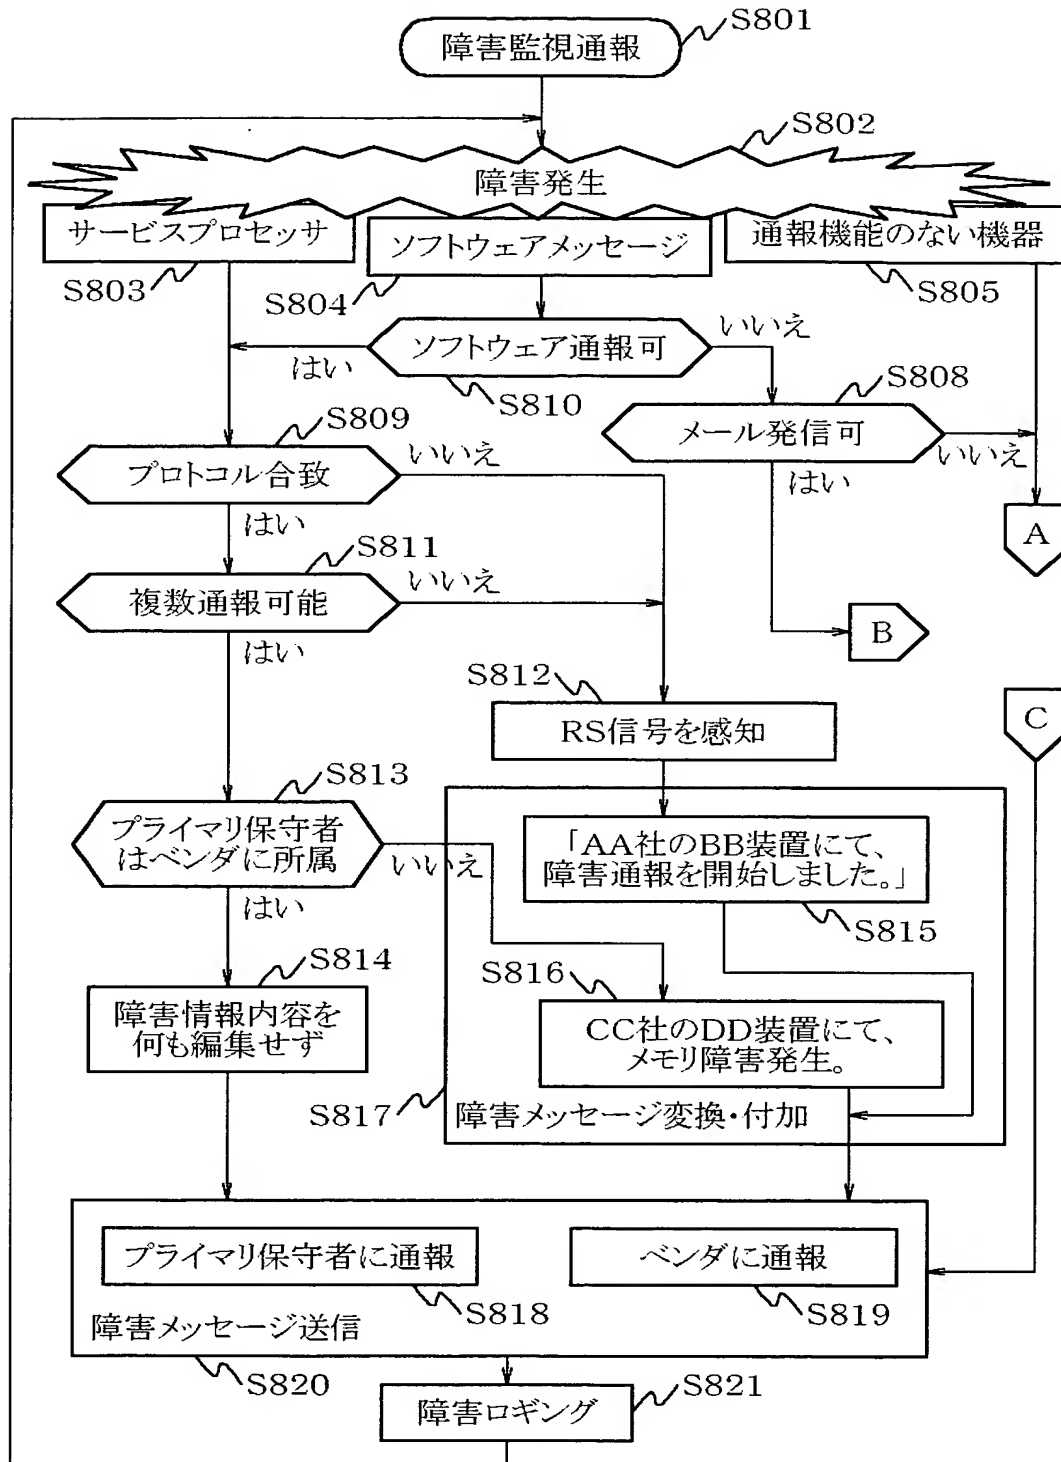 障害監視通報
S801
S802
障害発生
サービスプロセッサ
ソフトウェアメッセージ
通報機能のない機器
S803
S804
S805
ソフトウェア通報可
いいえ
はい
S810
S808
S809
メール発信可
いいえ
プロトコル合致
いいえ
はい
はい
A
S811
複数通報可能
いいえ
はい
B
S812
RS信号を感知
C
S813
プライマリ保守者
はベンダに所属
いいえ
はい
「AA社のBB装置にて、
障害通報を開始しました。」
S815
S814
障害情報内容を
何も編集せず
S816
CC社のDD装置にて、
メモリ障害発生。
S817
障害メッセージ変換・付加
プライマリ保守者に通報
ベンダに通報
S818
S819
障害メッセージ送信
S820
S821
障害ロギング